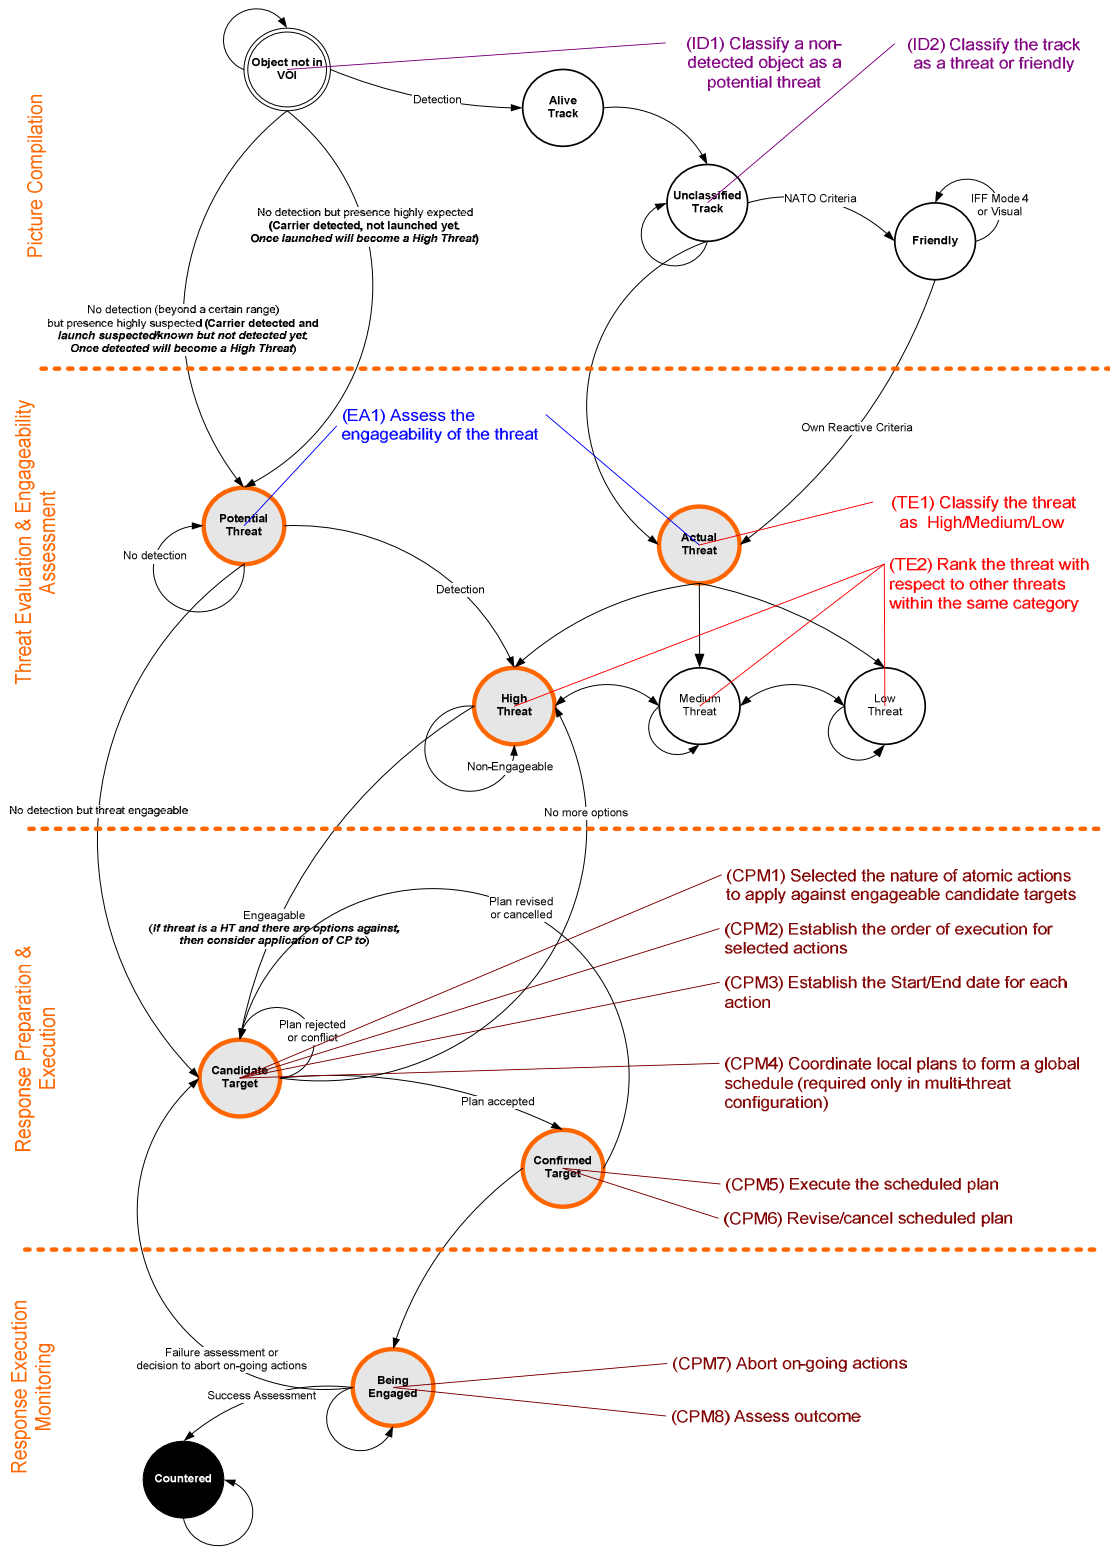 Object not in
VOI
(ID1) Classify a non-
detected object as a
potential threat
(ID2) Classify the track
as a threat or friendly
Detection
Alive
Track
Picture Compilation
Unclassified
Track
NATO Criteria
IFF Mode 4
or Visual
Friendly
No detection but presence highly expected
(Carrier detected, not launched yet.
Once launched will become a High Threat)
No detection (beyond a certain range)
but presence highly suspected (Carrier detected and
launch suspected/known but not detected yet.
Once detected will become a High Threat)
Threat Evaluation & Engageability
Assessment
(EA1) Assess the
engageability of the threat
Own Reactive Criteria
(TE1) Classify the threat
as High/Medium/Low
Potential
Threat
Actual
Threat
No detection
(TE2) Rank the threat with
respect to other threats
within the same category
Detection
High
Threat
Medium
Threat
Low
Threat
Non-Engageable
No detection but threat engageable
No more options
Response Preparation &
Execution
(CPM1) Selected the nature of atomic actions
to apply against engageable candidate targets
Plan revised
or cancelled
Engeagable
(If threat is a HT and there are options against,
then consider application of CP to)
(CPM2) Establish the order of execution for
selected actions
(CPM3) Establish the Start/End date for each
action
Plan rejected
or conflict
Candidate
Target
(CPM4) Coordinate local plans to form a global
schedule (required only in multi-threat
configuration)
Plan accepted
Confirmed
Target
(CPM5) Execute the scheduled plan
(CPM6) Revise/cancel scheduled plan
Response Execution
Monitoring
Failure assessment or
decision to abort on-going actions
Being
Engaged
(CPM7) Abort on-going actions
Success Assessment
(CPM8) Assess outcome
Countered